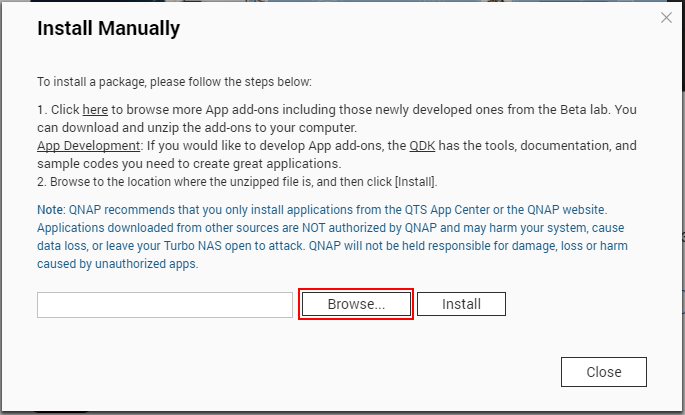 Install Manually
To install a package, please follow the steps below:
1. Click here to browse more App add-ons including those newly developed ones from the Beta lab. You
can download and unzip the add-ons to your computer.
App Development: If you would like to develop App add-ons, the QDK has the tools, documentation, and
sample codes you need to create great applications.
2. Browse to the location where the unzipped file is, and then click [Install].
Note: QNAP recommends that you only install applications from the QTS App Center or the QNAP website.
Applications downloaded from other sources are NOT authorized by QNAP and may harm your system, cause
data loss, or leave your Turbo NAS open to attack. QNAP will not be held responsible for damage, loss or harm
caused by unauthorized apps.
Browse... Install
Close